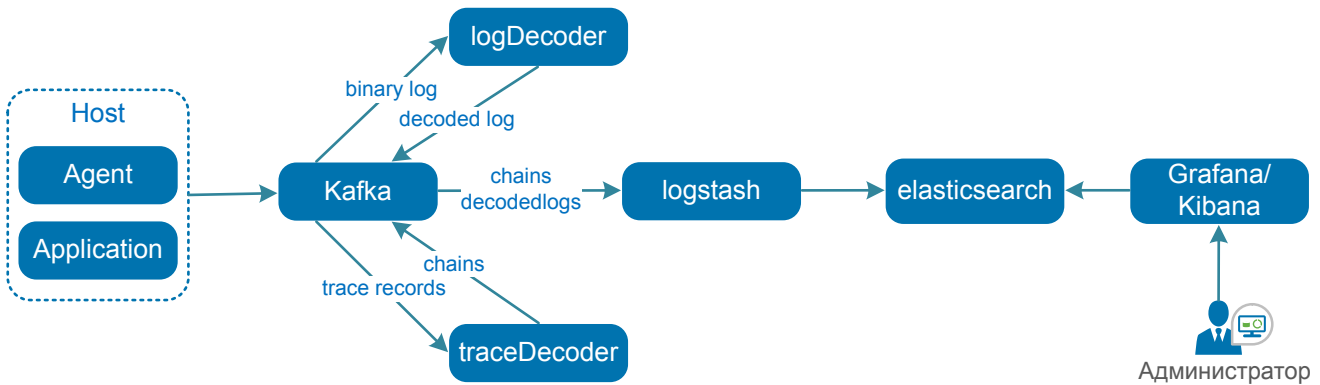 logDecoder
binary log
decoded log
Host
Agent
Application
Kafka
chains
decodedlogs
logstash
elasticsearch
Grafana/
Kibana
chains
trace records
traceDecoder
Администратор